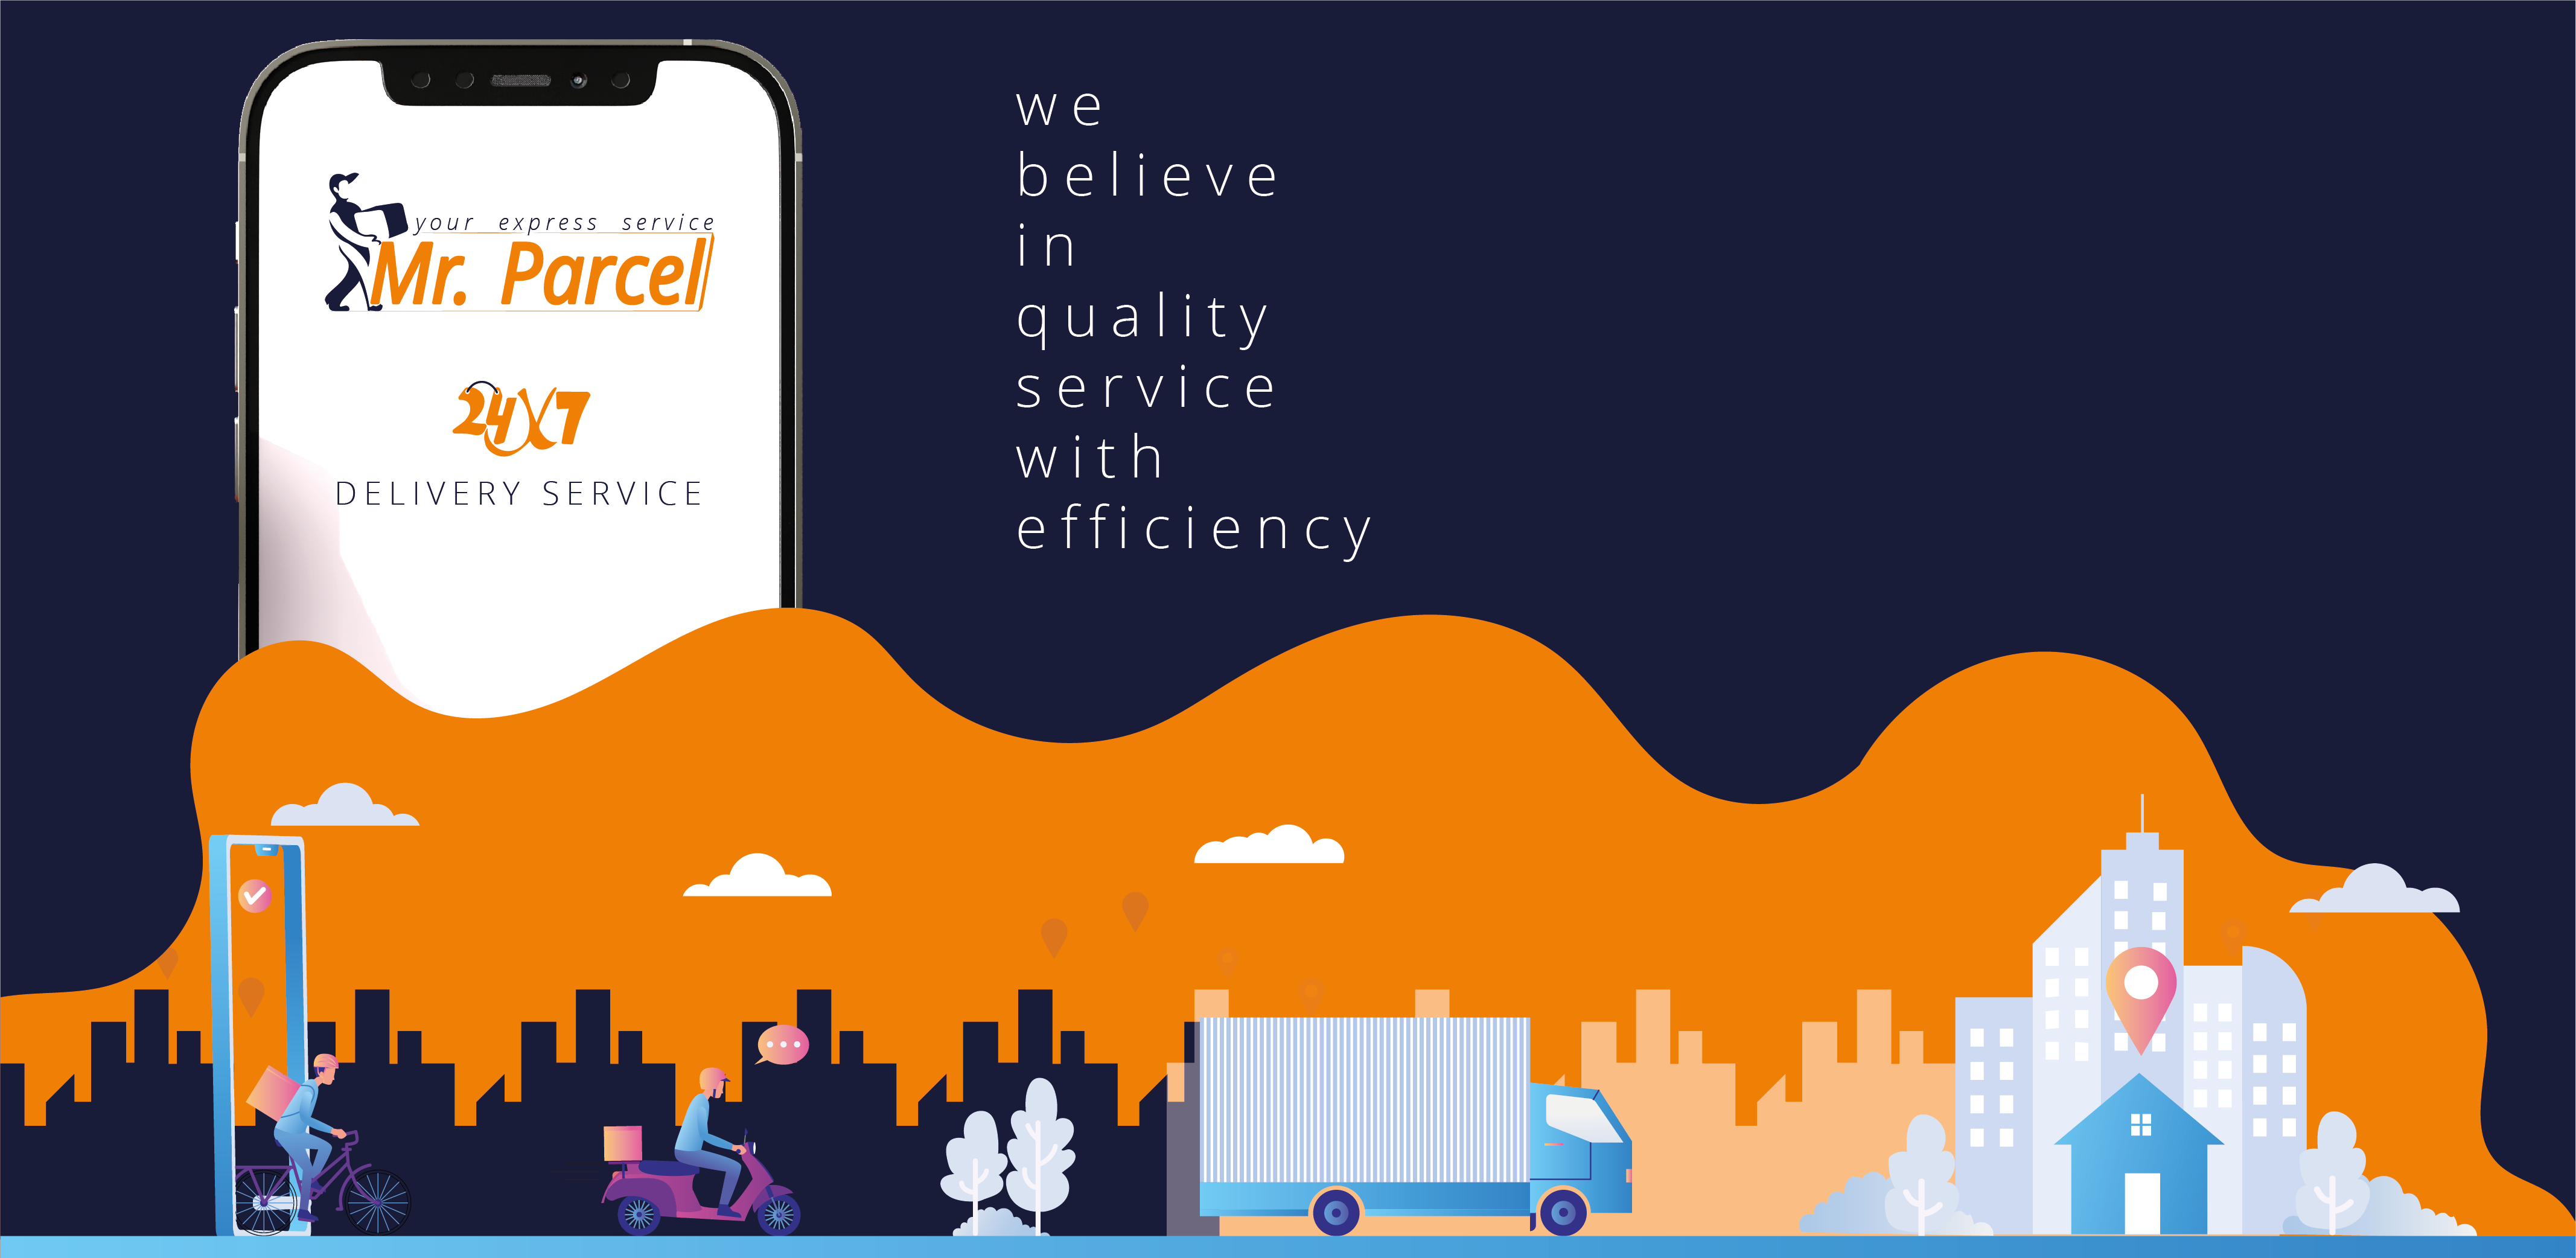 your express service
Mr. Parcel
24X7
DELIVERY SERVICE
we
believe
in
quality
service
with
efficiency